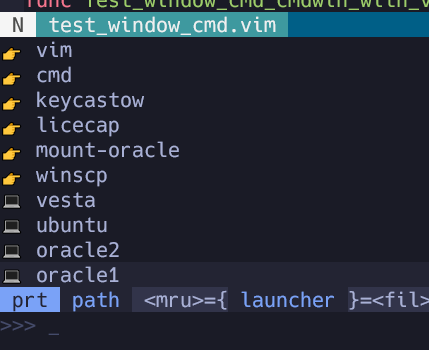 func Test_window_cmd_cmdwin_with_v
N test_window_cmd.vim
vim
cmd
keycastow
licecap
mount-oracle
winscp
vesta
ubuntu
oracle2
oracle1
prt path <mru>={ launcher }=<fil>
>>> _